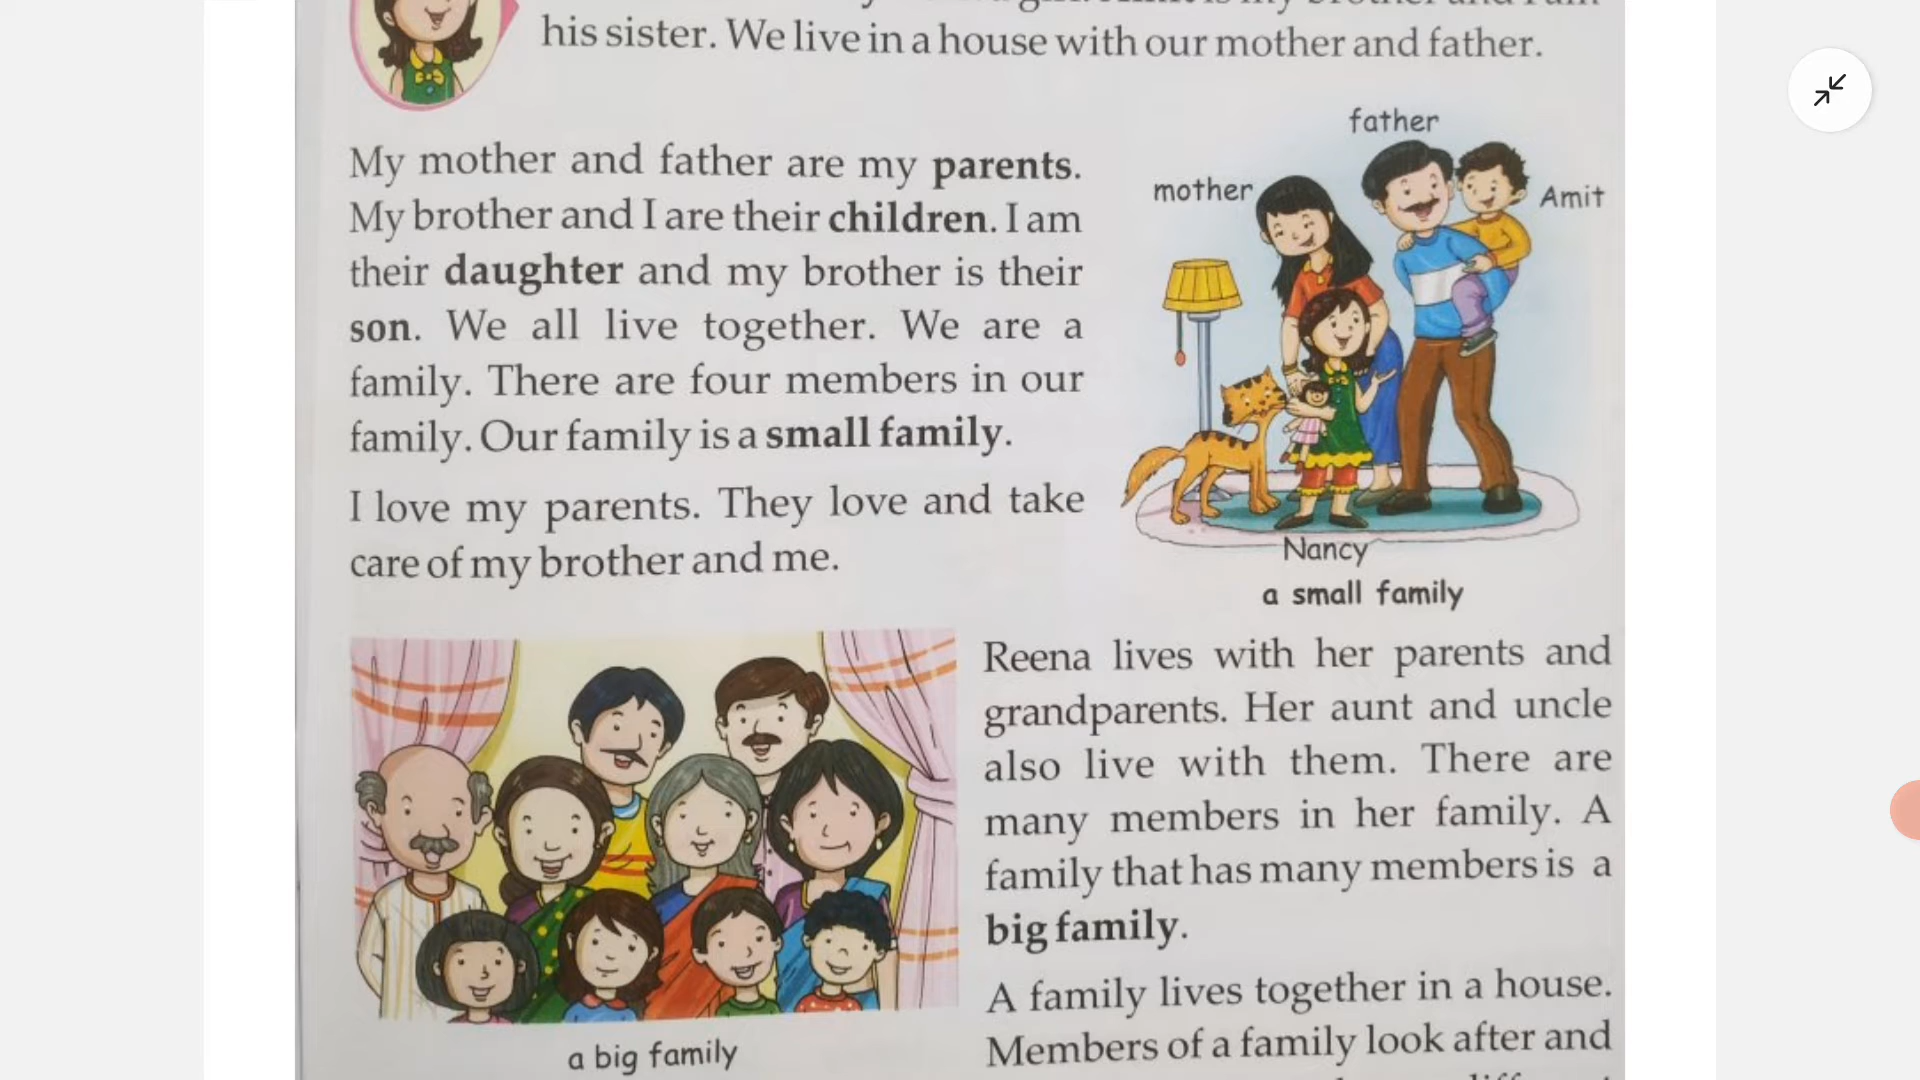 his sister. We live in a house with our mother and father.
father
mother
Amit
My mother and father are my parents.
My brother and I are their children. I am
their daughter and my brother is their
son. We all live together. We are a
family. There are four members in our
family. Our family is a small family.
I love my parents. They love and take
care of my brother and me.
Nancy
a small family
Reena lives with her parents and
grandparents. Her aunt and uncle
also live with them. There are
many members in her family. A
family that has many members is a
big family.
A family lives together in a house.
Members of a family look after and
a big family